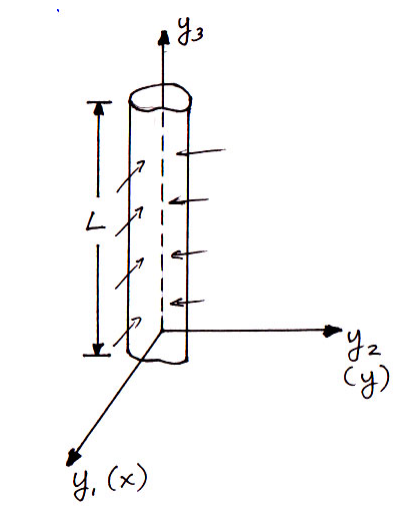 y₃
L
y₂
(y)
y₁ (x)